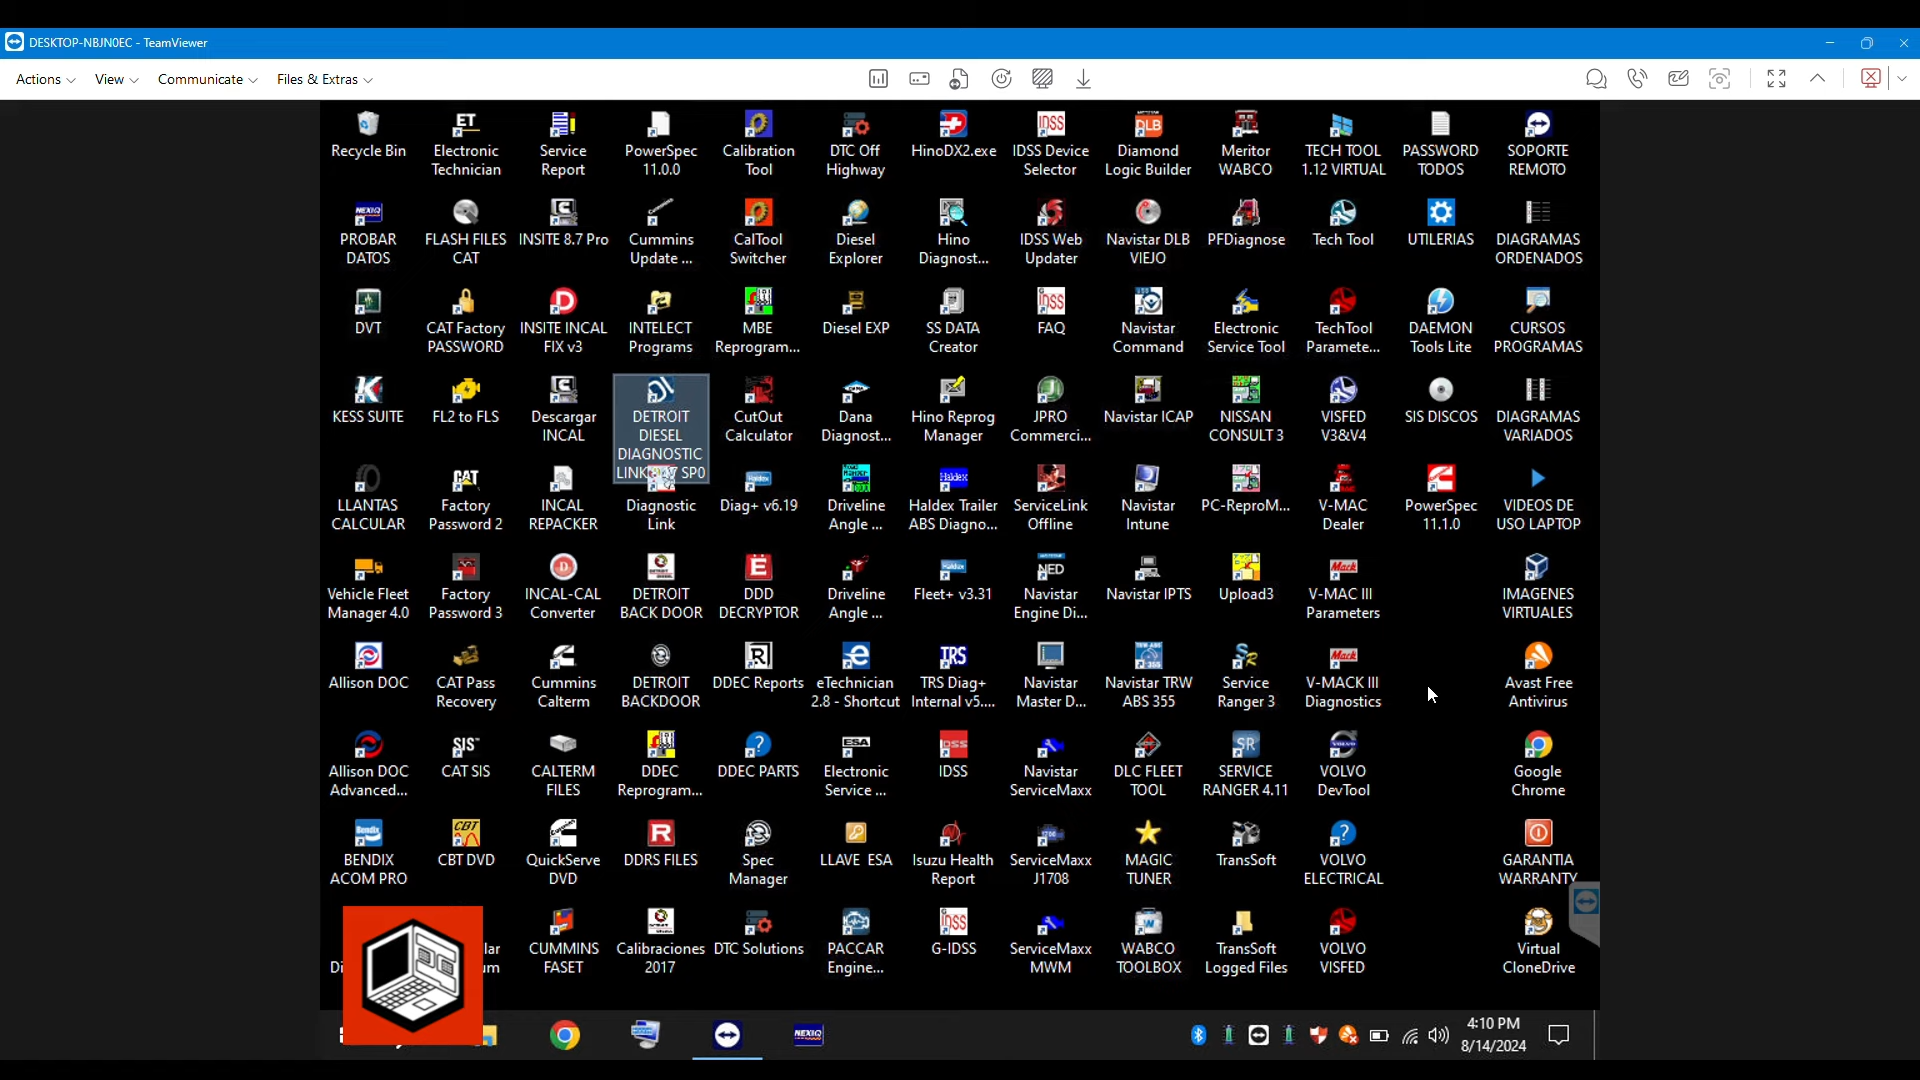 DESKTOP-NBJN0EC - TeamViewer
Actions View Communicate Files & Extras
Recycle Bin
Electronic
Technician
Service
Report
PowerSpec
11.0.0
Calibration
Tool
DTC Off
Highway
HinoDX2.exe
IDSS Device
Selector
Diamond
Logic Builder
Meritor
WABCO
TECH TOOL
1.12 VIRTUAL
PASSWORD
TODOS
SOPORTE
REMOTO
PROBAR
DATOS
FLASH FILES
CAT
INSITE 8.7 Pro
Cummins
Update ...
CalTool
Switcher
Diesel
Explorer
Hino
Diagnost...
IDSS Web
Updater
Navistar DLB
VIEJO
PFDiagnose
Tech Tool
UTILERIAS
DIAGRAMAS
ORDENADOS
DVT
CAT Factory
PASSWORD
INSITE INCAL
FIX v3
INTELECT
Programs
MBE
Reprogram...
Diesel EXP
SS DATA
Creator
FAQ
Navistar
Command
Electronic
Service Tool
TechTool
Paramete...
DAEMON
Tools Lite
CURSOS
PROGRAMAS
KESS SUITE
FL2 to FLS
Descargar
INCAL
DETROIT
DIESEL
DIAGNOSTIC
CutOut
Calculator
Dana
Diagnost...
Hino Reprog
Manager
JPRO
Commerci...
Navistar ICAP
NISSAN
CONSULT 3
VISFED
V3&V4
SIS DISCOS
DIAGRAMAS
VARIADOS
LLANTAS
CALCULAR
Factory
Password 2
INCAL
REPACKER
Diagnostic
Link
Diag+ v6.19
Driveline
Angle ...
Haldex Trailer
ABS Diagno...
ServiceLink
Offline
Navistar
Intune
PC-ReproM...
V-MAC
Dealer
PowerSpec
11.1.0
VIDEOS DE
USO LAPTOP
Vehicle Fleet
Manager 4.0
Factory
Password 3
INCAL-CAL
Converter
DETROIT
BACK DOOR
DDD
DECRYPTOR
Driveline
Angle ...
Fleet+ v3.31
Navistar
Engine Di...
Navistar IPTS
Upload3
V-MAC III
Parameters
IMAGENES
VIRTUALES
Allison DOC
CAT Pass
Recovery
Cummins
Calterm
DETROIT
BACKDOOR
DDEC Reports
eTechnician
2.8 - Shortcut
TRS Diag+
Internal v5....
Navistar
Master D...
Navistar TRW
ABS 355
Service
Ranger 3
V-MACK III
Diagnostics
Avast Free
Antivirus
Allison DOC
Advanced...
CAT SIS
CALTERM
FILES
DDEC
Reprogram...
DDEC PARTS
Electronic
Service ...
IDSS
Navistar
ServiceMaxx
DLC FLEET
TOOL
SERVICE
RANGER 4.11
VOLVO
DevTool
Google
Chrome
BENDIX
ACOM PRO
CBT DVD
QuickServe
DVD
DDRS FILES
Spec
Manager
LLAVE ESA
Isuzu Health
Report
ServiceMaxx
J1708
MAGIC
TUNER
TransSoft
VOLVO
ELECTRICAL
GARANTIA
WARRANTY
CUMMINS
FASET
Calibraciones
2017
DTC Solutions
PACCAR
Engine...
G-IDSS
ServiceMaxx
MWM
WABCO
TOOLBOX
TransSoft
Logged Files
VOLVO
VISFED
Virtual
CloneDrive
NEXIQ
4:10 PM
8/14/2024